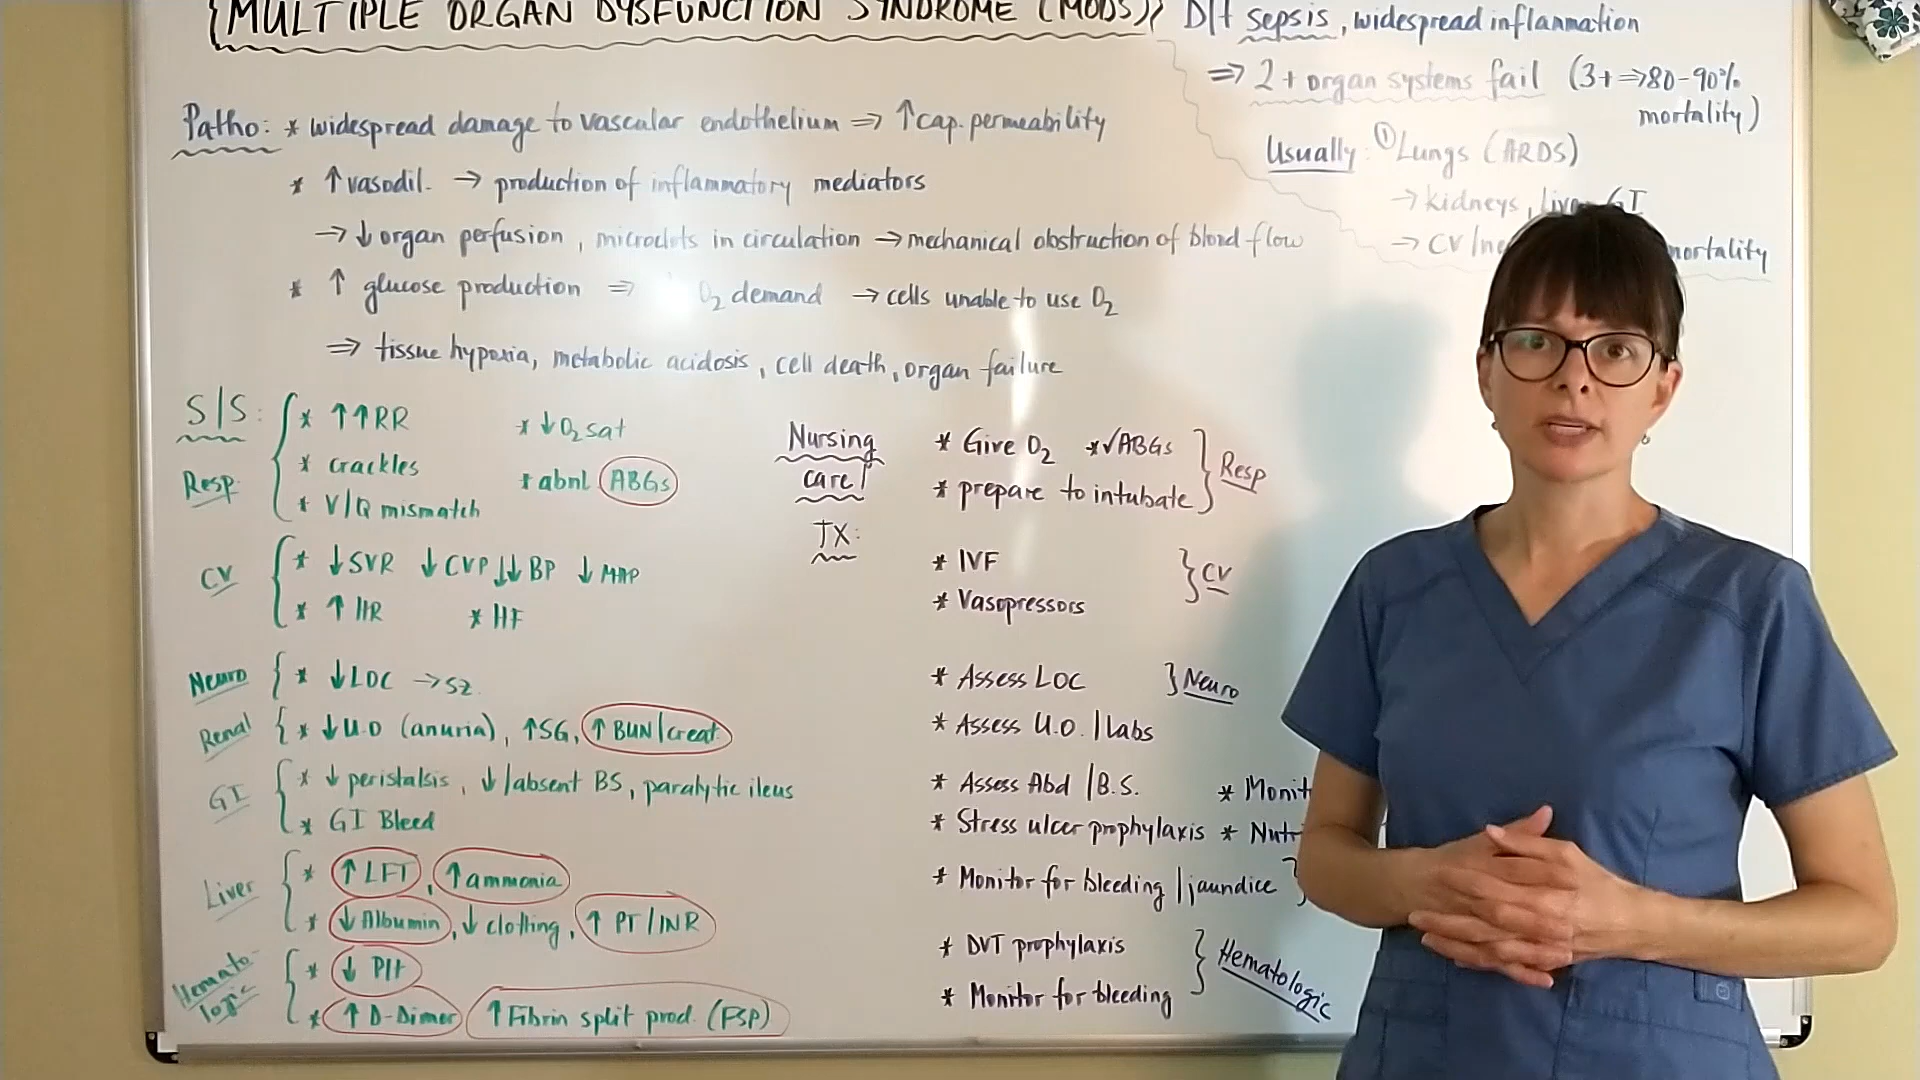 {MULTIPLE ORGAN DYSFUNCTION SYNDROME (MODS)}
D/t sepsis, widespread inflammation
=> 2+ organ systems fail (3+ => 80-90% mortality)
Usually: ① Lungs (ARDS)
→ kidneys, liver, GI
→ CV/ mortality
Patho: * widespread damage to vascular endothelium => ↑ cap. permeability
* ↑ vasodil. → production of inflammatory mediators
→ ↓ organ perfusion, microclots in circulation → mechanical obstruction of blood flow
* ↑ glucose production => O2 demand → cells unable to use O2
=> tissue hypoxia, metabolic acidosis, cell death, organ failure
S/S:
Resp
* ↑↑RR * ↓O2 sat
* crackles * abnl ABGs
* V/Q mismatch
CV
* ↓SVR ↓CVP ↓↓BP ↓MAP
* ↑HR * HF
Neuro { * ↓LOC → sz.
Renal { * ↓U.O (anuria), ↑SG, ↑BUN/creat.
GI
* ↓ peristalsis, ↓/absent BS, paralytic ileus
* GI Bleed
Liver
* ↑LFT, ↑ammonia
* ↓Albumin, ↓ clothing, ↑ PT/INR
Hemato-
logic
* ↓ Plt
* ↑ D-Dimer ↑Fibrin split prod. (FSP)
Nursing
care/
TX:
* Give O2 *√ABGs
* prepare to intubate } Resp
* IVF
* Vasopressors } CV
* Assess LOC } Neuro
* Assess U.O. / Labs
* Assess Abd / B.S.
* Stress ulcer prophylaxis
* Monitor for bleeding / jaundice }
* DVT prophylaxis
* Monitor for bleeding } Hematologic